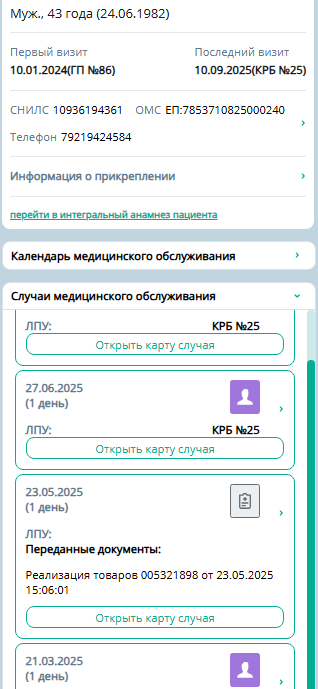 Муж., 43 года (24.06.1982)
Первый визит Последний визит
10.01.2024(ГП №86) 10.09.2025(КРБ №25)
СНИЛС 10936194361 ОМС ЕП:7853710825000240
Телефон 79219424584
Информация о прикреплении
перейти в интегральный анамнез пациента
Календарь медицинского обслуживания
Случаи медицинского обслуживания
ЛПУ: КРБ №25
Открыть карту случая
27.06.2025
(1 день)
ЛПУ: КРБ №25
Открыть карту случая
23.05.2025
(1 день)
ЛПУ:
Переданные документы:
Реализация товаров 005321898 от 23.05.2025
15:06:01
Открыть карту случая
21.03.2025
(1 день)